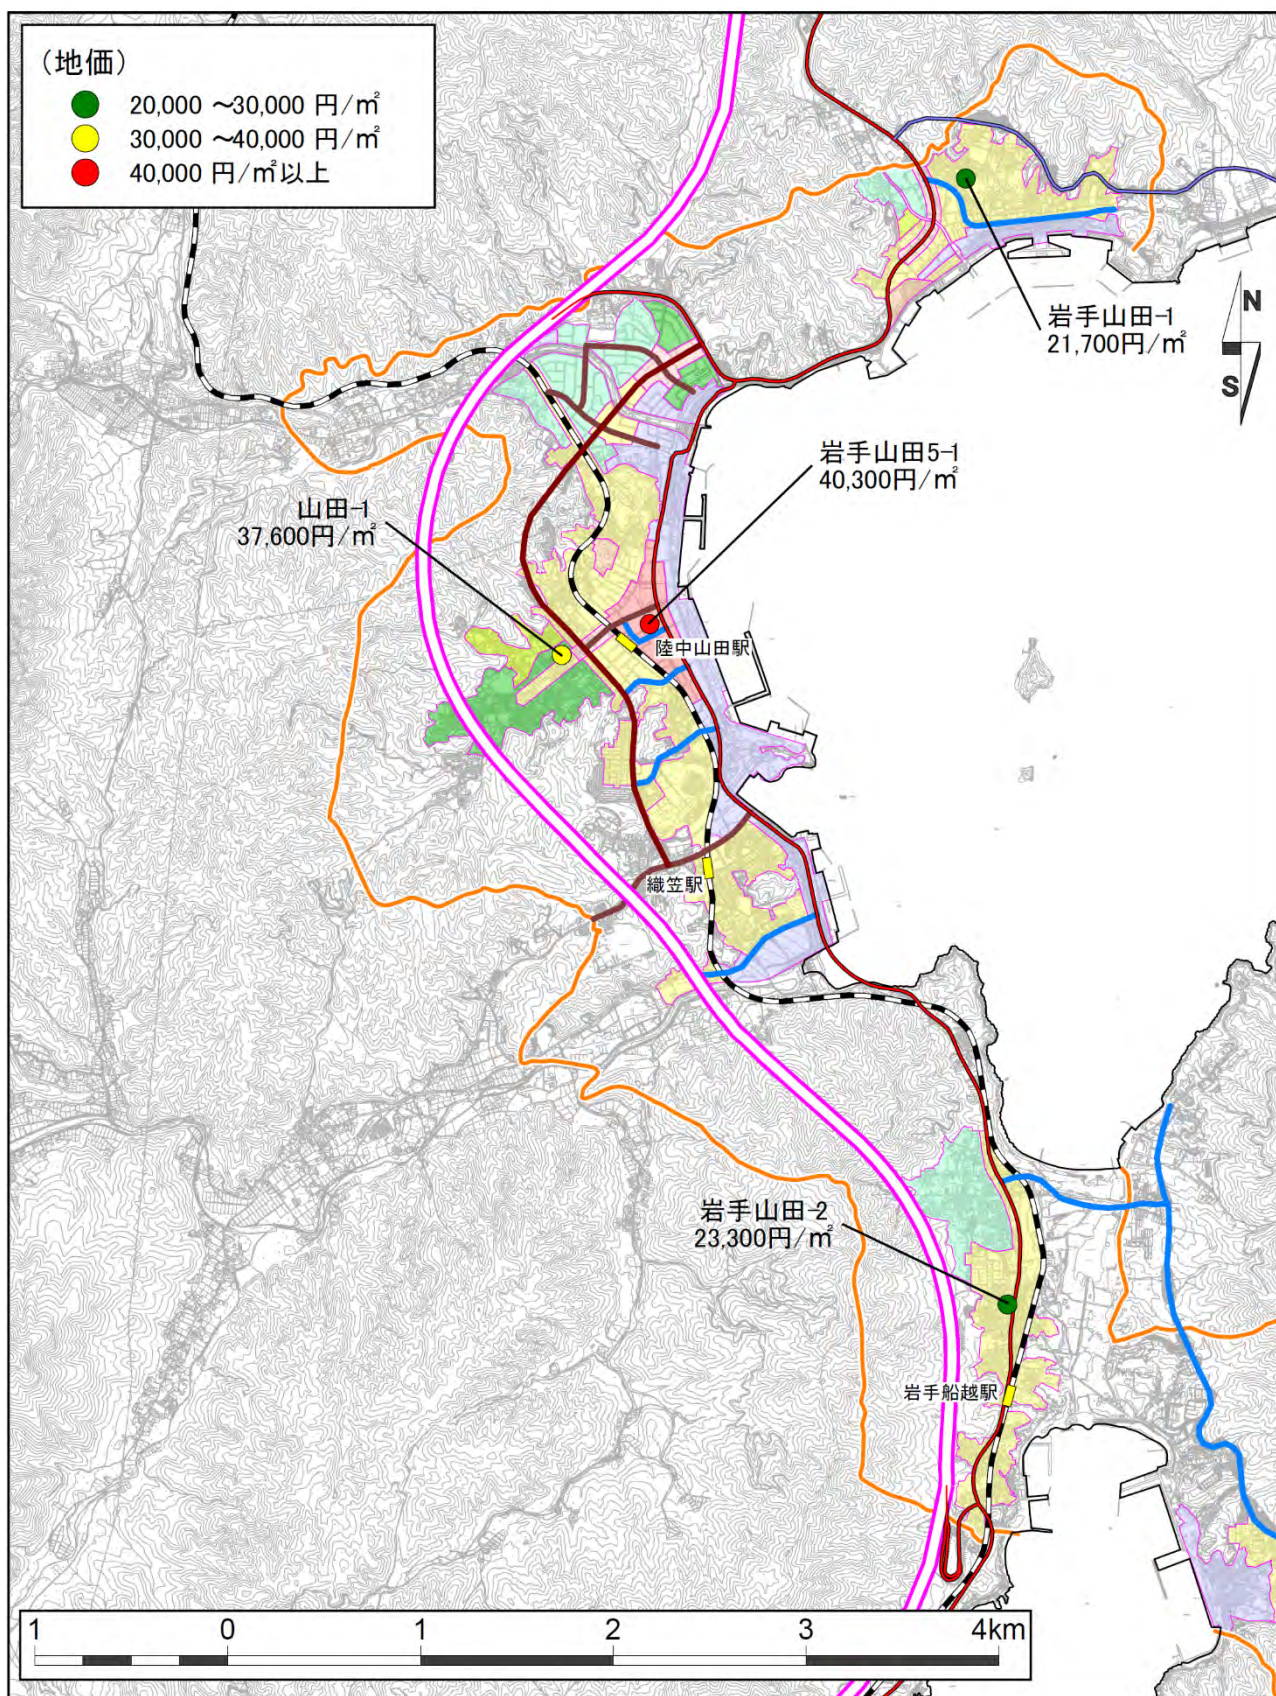 (地価)
20,000 ～30,000 円/㎡
30,000 ～40,000 円/㎡
40,000 円/㎡以上
岩手山田-1
21,700円/㎡
N
S
岩手山田5-1
40,300円/㎡
山田-1
37,600円/㎡
陸中山田駅
織笠駅
岩手山田-2
23,300円/㎡
岩手船越駅
1 0 1 2 3 4km